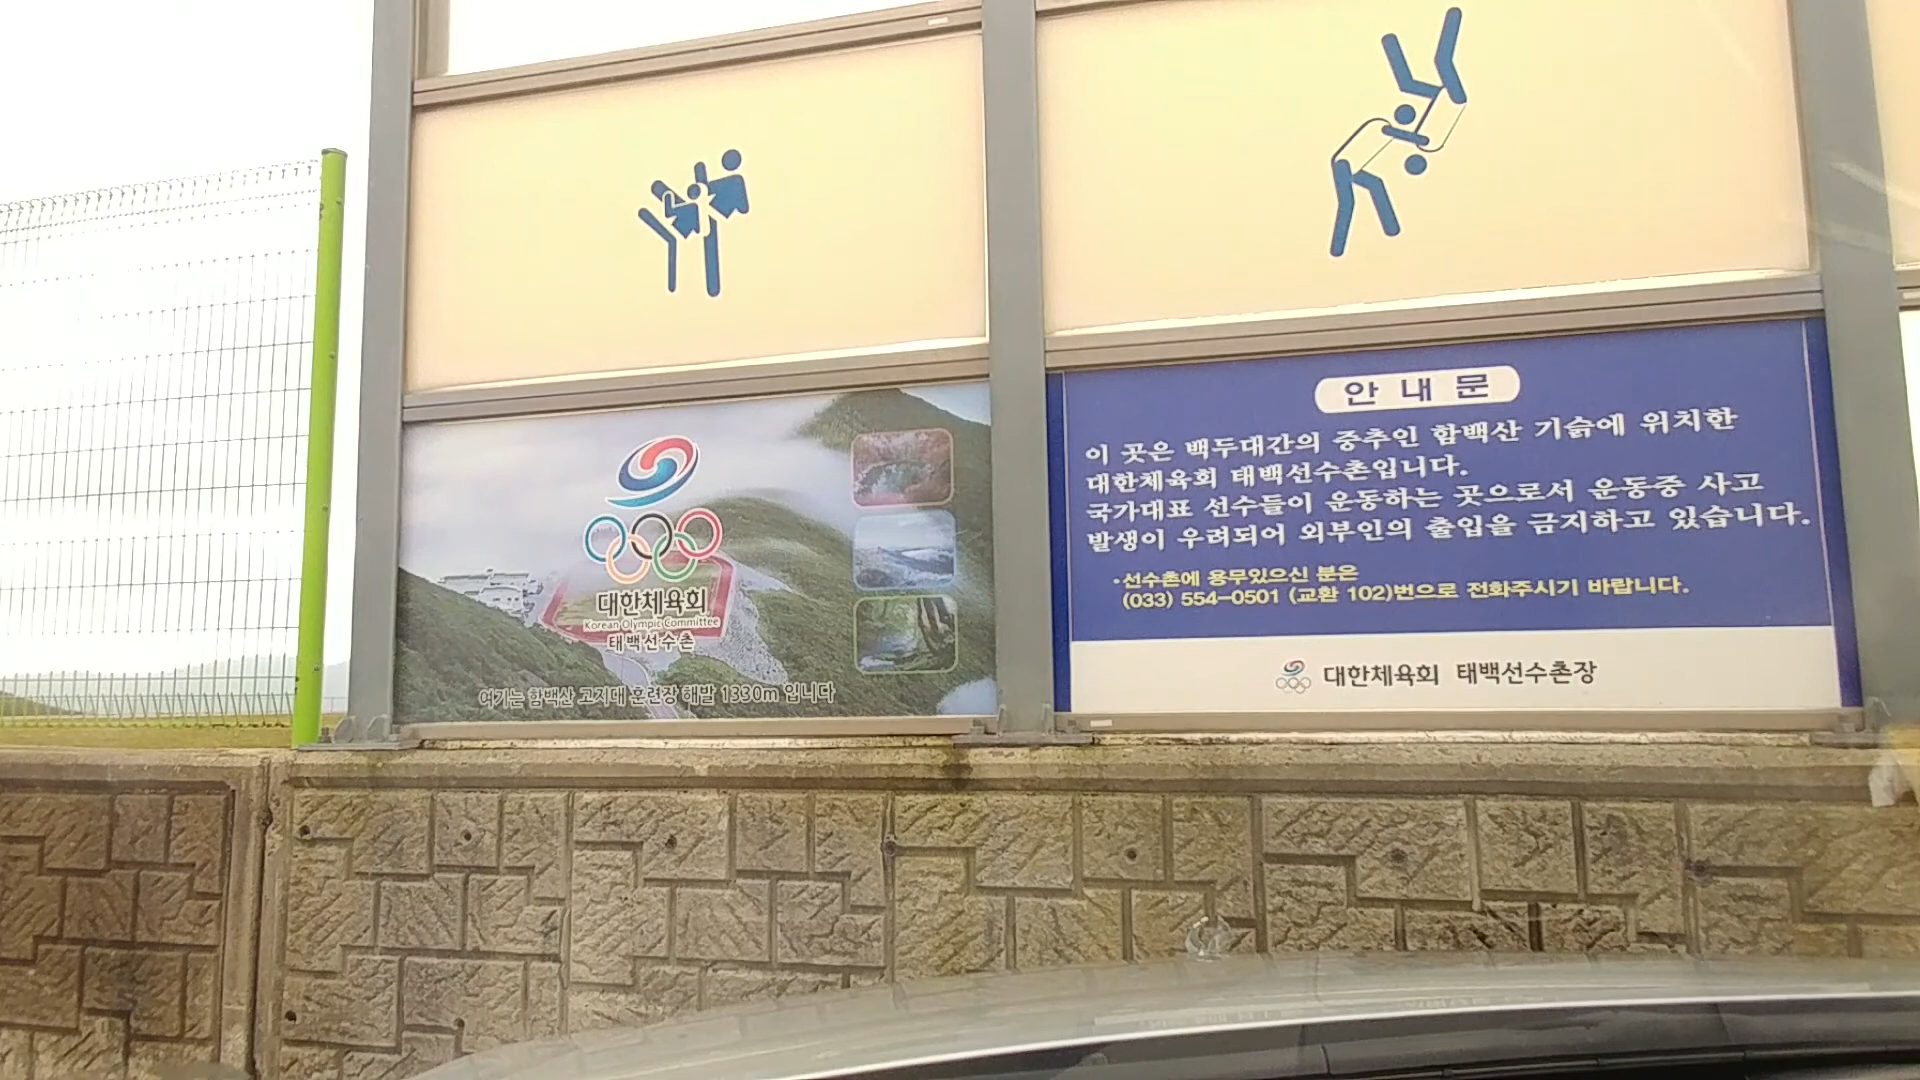 대한체육회
Korean Olympic Committee
태백선수촌
여기는 함백산 고지대 훈련장 해발 1330m 입니다
안 내 문
이 곳은 백두대간의 중추인 함백산 기슭에 위치한
대한체육회 태백선수촌입니다.
국가대표 선수들이 운동하는 곳으로서 운동중 사고
발생이 우려되어 외부인의 출입을 금지하고 있습니다.
·선수촌에 용무있으신 분은
(033) 554-0501 (교환 102)번으로 전화주시기 바랍니다.
대한체육회 태백선수촌장